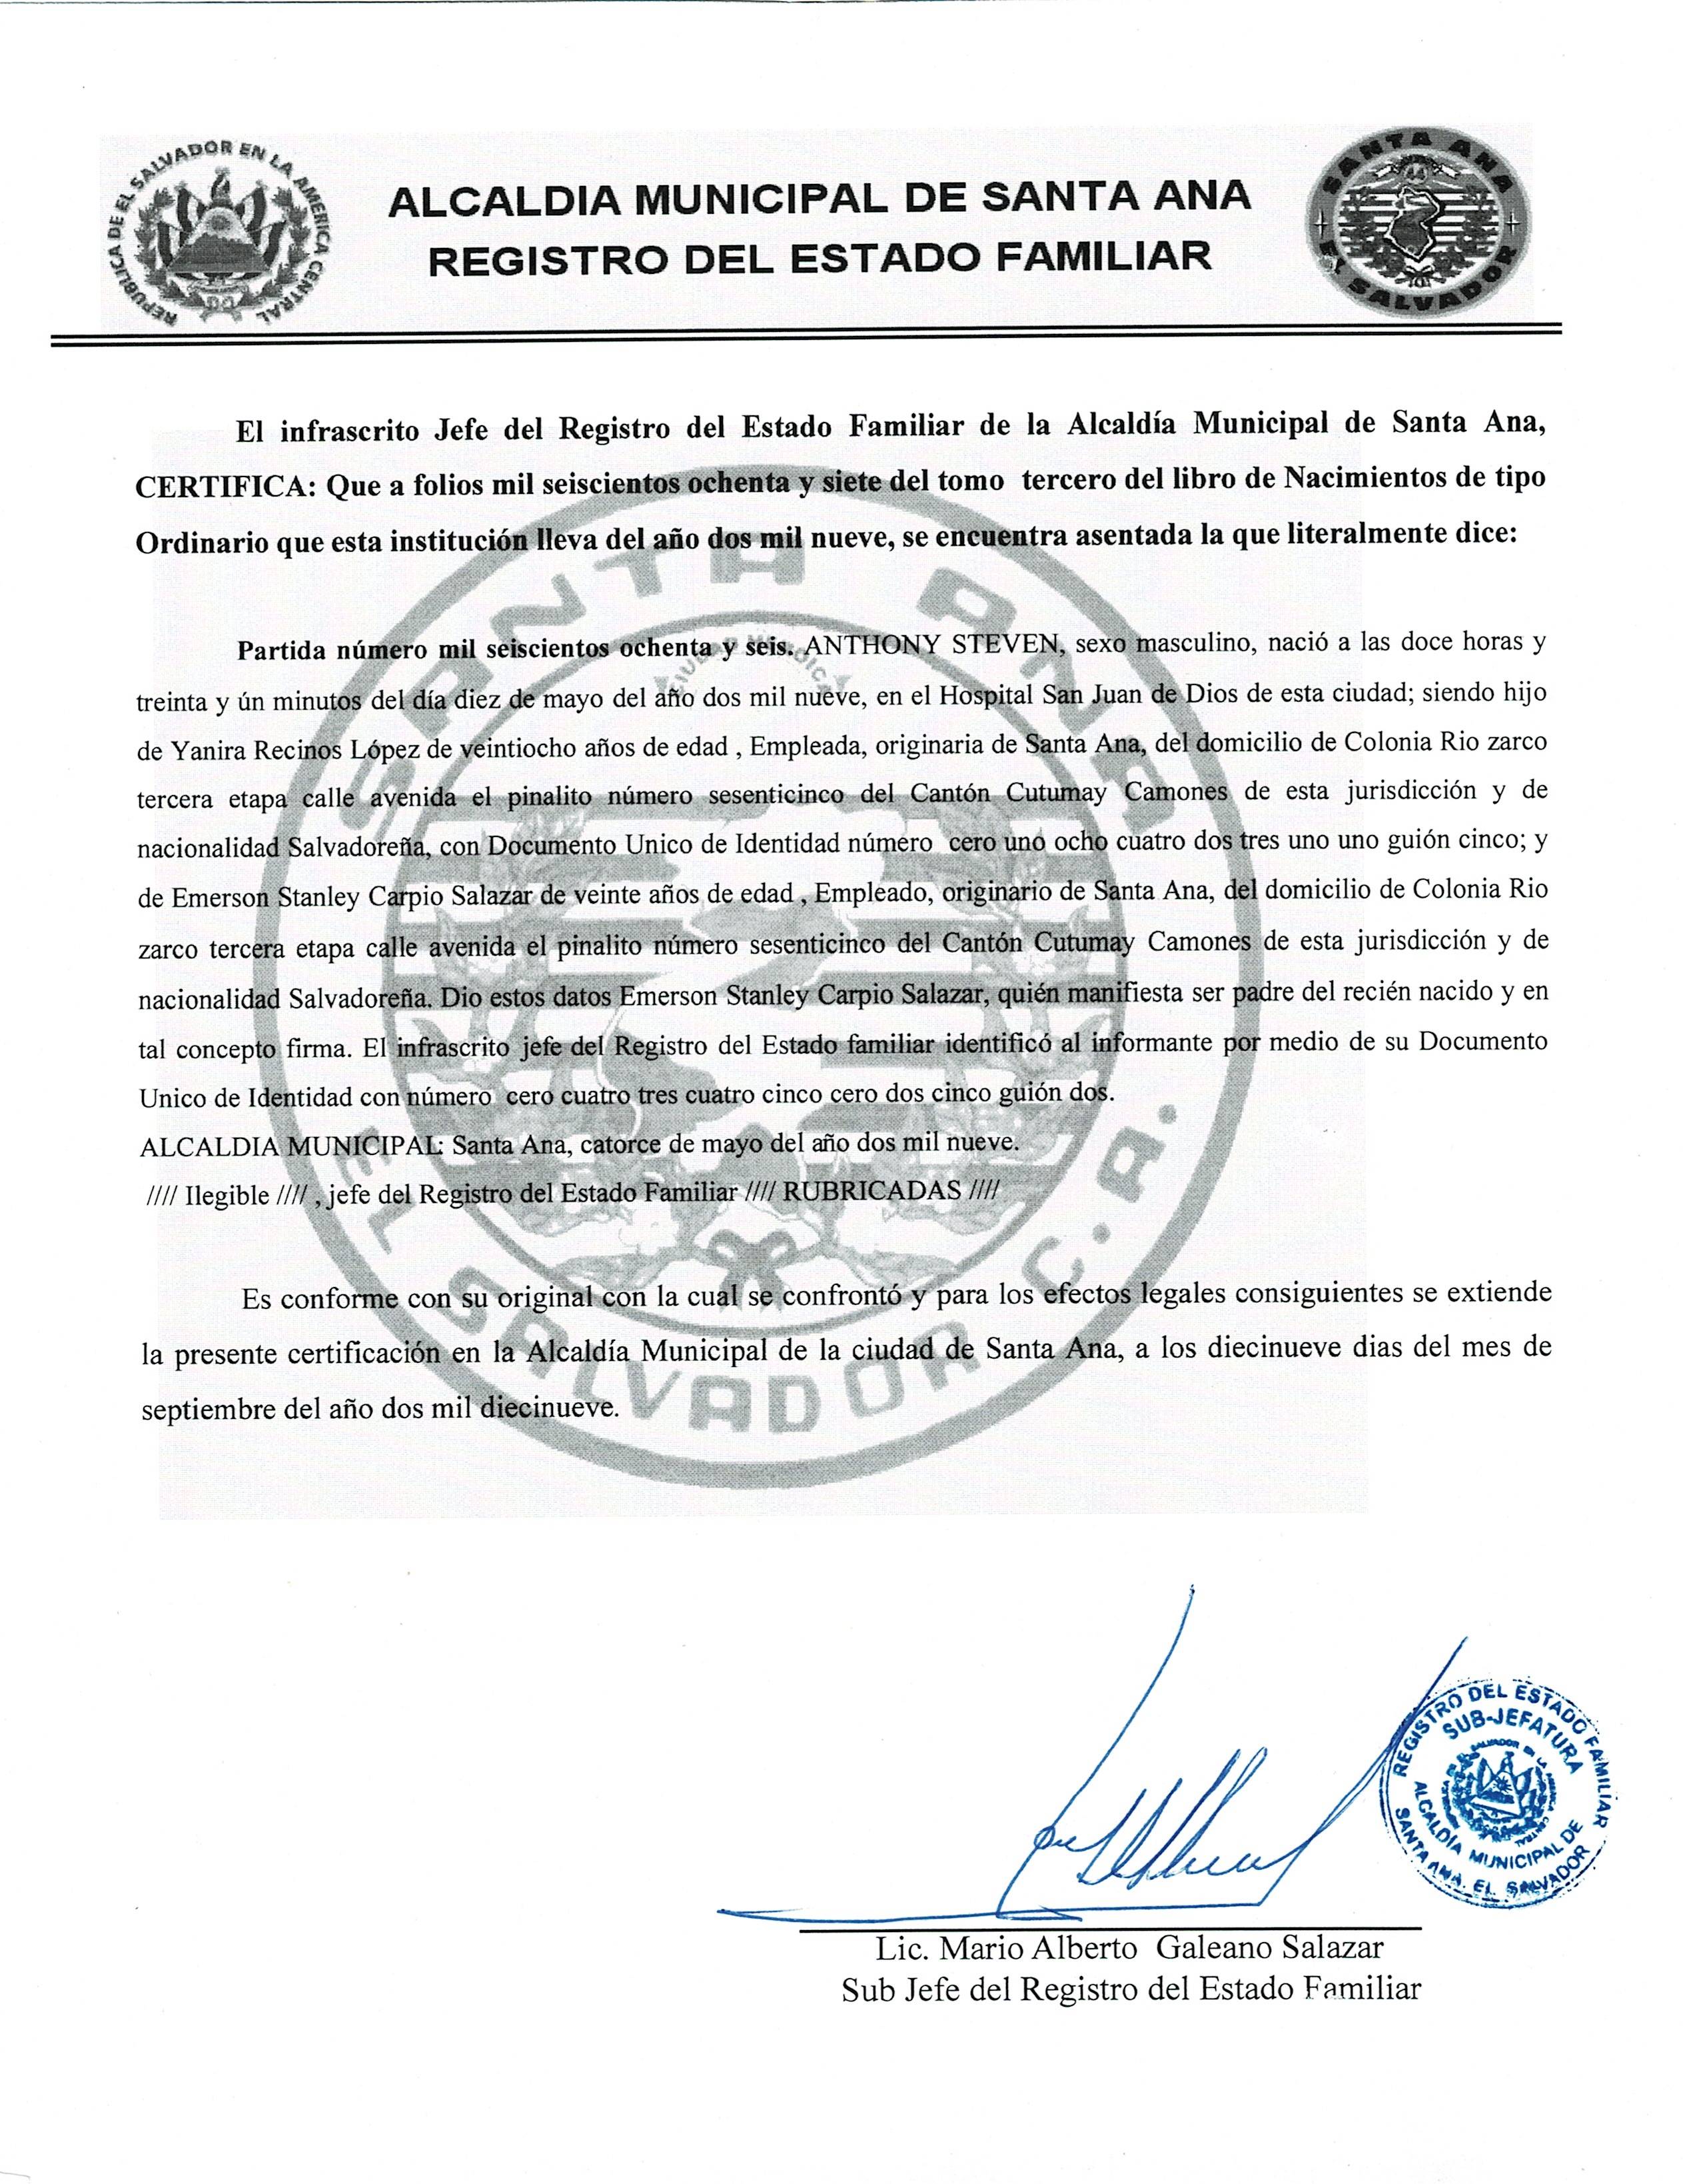 REPUBLICA DE EL SALVADOR EN LA AMERICA CENTRAL
ALCALDIA MUNICIPAL DE SANTA ANA
REGISTRO DEL ESTADO FAMILIAR
SANTA ANA
EL SALVADOR
El infrascrito Jefe del Registro del Estado Familiar de la Alcaldía Municipal de Santa Ana,
CERTIFICA: Que a folios mil seiscientos ochenta y siete del tomo tercero del libro de Nacimientos de tipo
Ordinario que esta institución lleva del año dos mil nueve, se encuentra asentada la que literalmente dice:
Partida número mil seiscientos ochenta y seis. ANTHONY STEVEN, sexo masculino, nació a las doce horas y
treinta y ún minutos del día diez de mayo del año dos mil nueve, en el Hospital San Juan de Dios de esta ciudad; siendo hijo
de Yanira Recinos López de veintiocho años de edad , Empleada, originaria de Santa Ana, del domicilio de Colonia Rio zarco
tercera etapa calle avenida el pinalito número sesenticinco del Cantón Cutumay Camones de esta jurisdicción y de
nacionalidad Salvadoreña, con Documento Unico de Identidad número cero uno ocho cuatro dos tres uno uno guión cinco; y
de Emerson Stanley Carpio Salazar de veinte años de edad , Empleado, originario de Santa Ana, del domicilio de Colonia Rio
zarco tercera etapa calle avenida el pinalito número sesenticinco del Cantón Cutumay Camones de esta jurisdicción y de
nacionalidad Salvadoreña. Dio estos datos Emerson Stanley Carpio Salazar, quién manifiesta ser padre del recién nacido y en
tal concepto firma. El infrascrito jefe del Registro del Estado familiar identificó al informante por medio de su Documento
Unico de Identidad con número cero cuatro tres cuatro cinco cero dos cinco guión dos.
ALCALDIA MUNICIPAL: Santa Ana, catorce de mayo del año dos mil nueve.
//// Ilegible //// , jefe del Registro del Estado Familiar //// RUBRICADAS ////
Es conforme con su original con la cual se confrontó y para los efectos legales consiguientes se extiende
la presente certificación en la Alcaldía Municipal de la ciudad de Santa Ana, a los diecinueve dias del mes de
septiembre del año dos mil diecinueve.
SANTA ANA
EL SALVADOR C.A.
REGISTRO DEL ESTADO FAMILIAR
SUB-JEFATURA
ALCALDÍA MUNICIPAL DE
SANTA ANA. EL SALVADOR
Lic. Mario Alberto Galeano Salazar
Sub Jefe del Registro del Estado Familiar